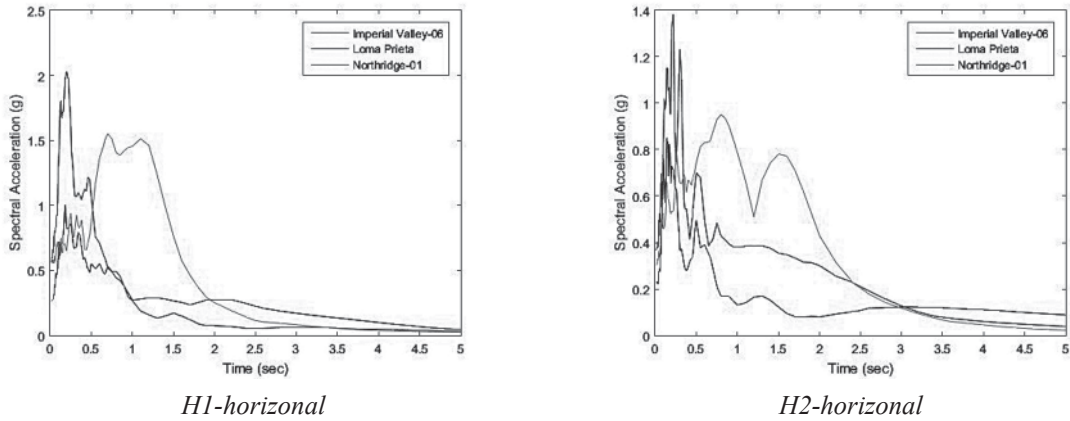 2.5
2
1.5
1
0.5
0
Spectral Acceleration (g)
Imperial Valley-06
Loma Prieta
Northridge-01
0 0.5 1 1.5 2 2.5 3 3.5 4 4.5 5
Time (sec)
H1-horizonal
1.4
1.2
1
0.8
0.6
0.4
0.2
0
Spectral Acceleration (g)
Imperial Valley-06
Loma Prieta
Northridge-01
0 0.5 1 1.5 2 2.5 3 3.5 4 4.5 5
Time (sec)
H2-horizonal